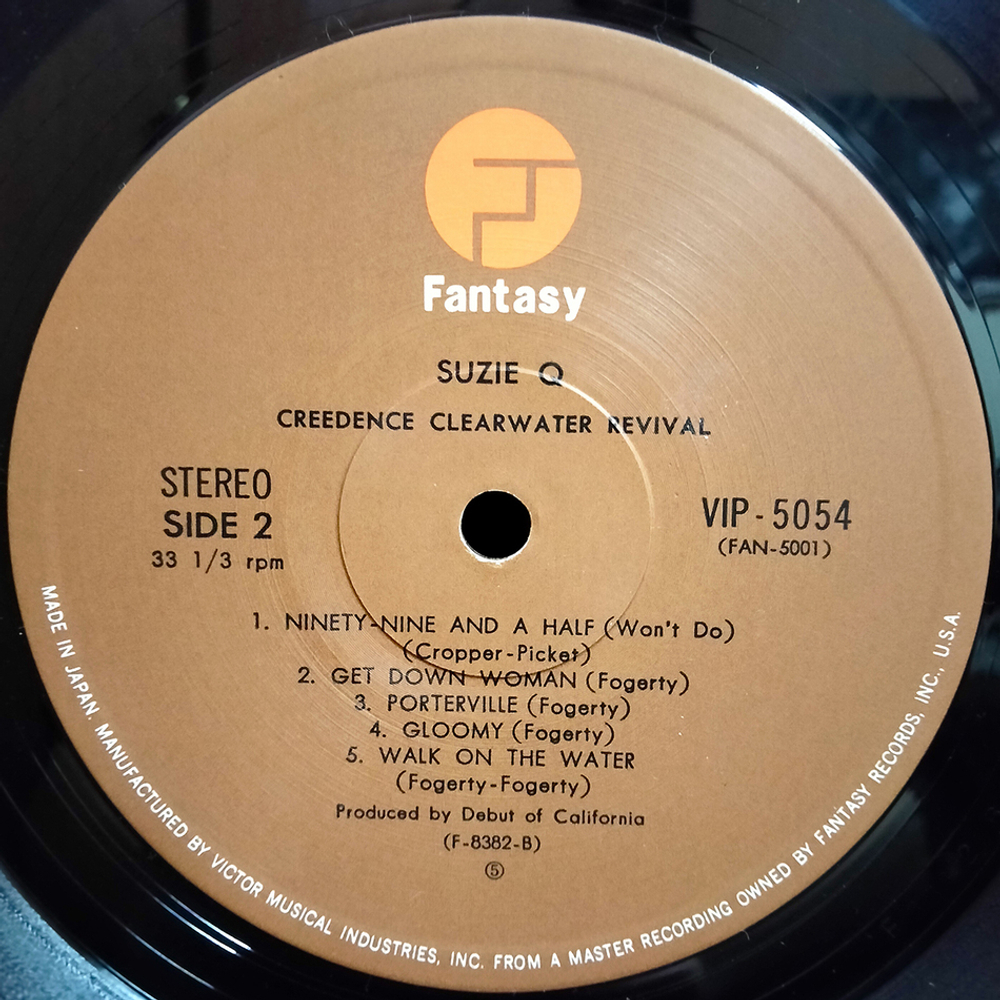 Fantasy
SUZIE Q
CREEDENCE CLEARWATER REVIVAL
STEREO
SIDE 2
33 1/3 rpm
VIP-5054
(FAN-5001)
1. NINETY-NINE AND A HALF (Won't Do)
(Cropper-Picket)
2. GET DOWN WOMAN (Fogerty)
3. PORTERVILLE (Fogerty)
4. GLOOMY (Fogerty)
5. WALK ON THE WATER
(Fogerty-Fogerty)
Produced by Debut of California
(F-8382-B)
⑤
MADE IN JAPAN. MANUFACTURED BY VICTOR MUSICAL INDUSTRIES, INC. FROM A MASTER RECORDING OWNED BY FANTASY RECORDS, INC., U.S.A.